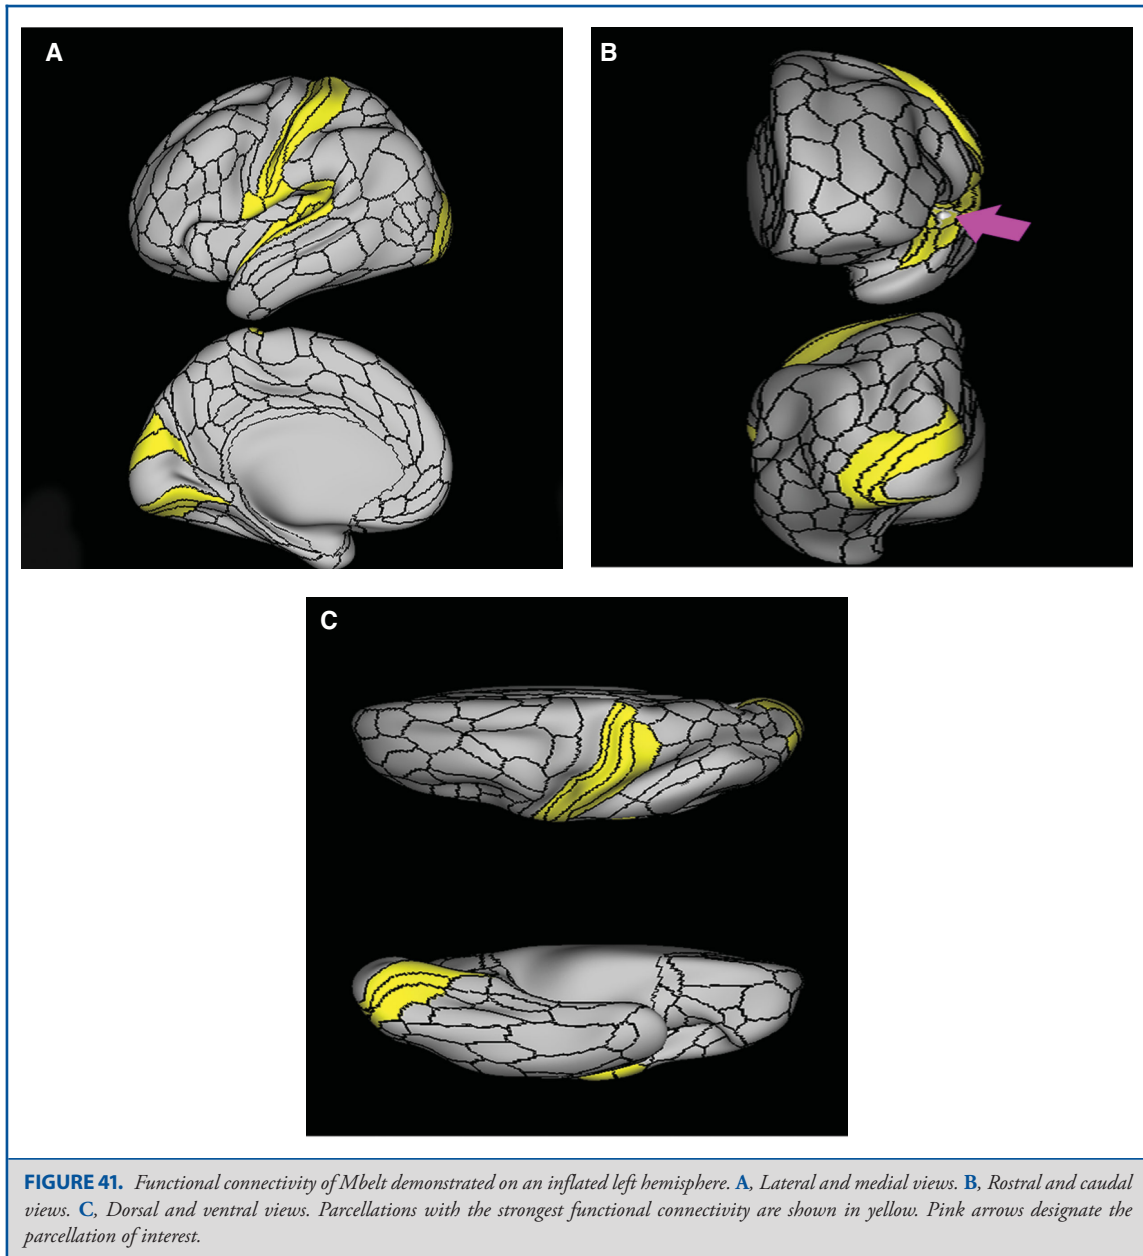 A
B
C
FIGURE 41. Functional connectivity of Mbelt demonstrated on an inflated left hemisphere. A, Lateral and medial views. B, Rostral and caudal
views. C, Dorsal and ventral views. Parcellations with the strongest functional connectivity are shown in yellow. Pink arrows designate the
parcellation of interest.